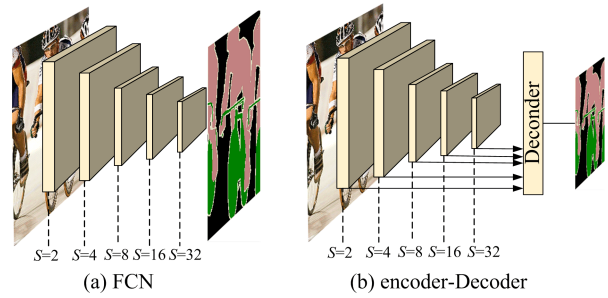 S=2 S=4 S=8 S=16 S=32
(a) FCN
Deconder
S=2 S=4 S=8 S=16 S=32
(b) encoder-Decoder